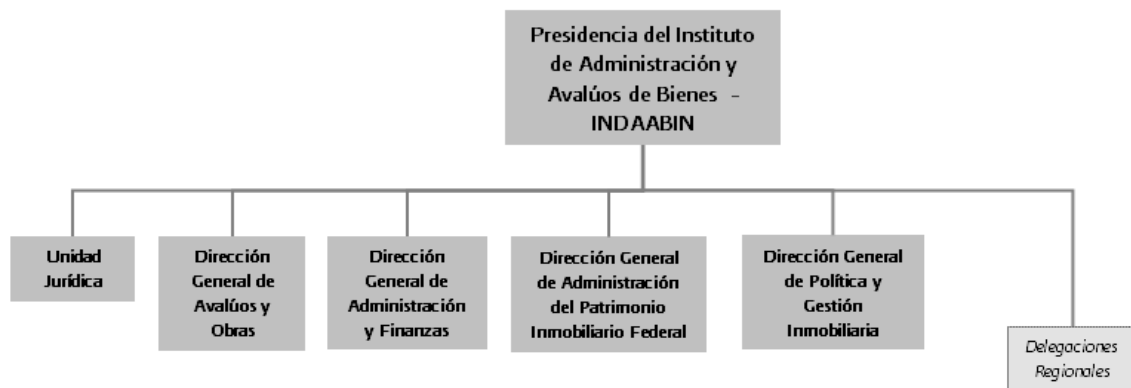 Presidencia del Instituto
de Administración y
Avalúos de Bienes -
INDAABIN
Unidad
Jurídica
Dirección
General de
Avalúos y
Obras
Dirección
General de
Administración
y Finanzas
Dirección General
de Administración
del Patrimonio
Inmobiliario Federal
Dirección General
de Política y
Gestión
Inmobiliaria
Delegaciones
Regionales